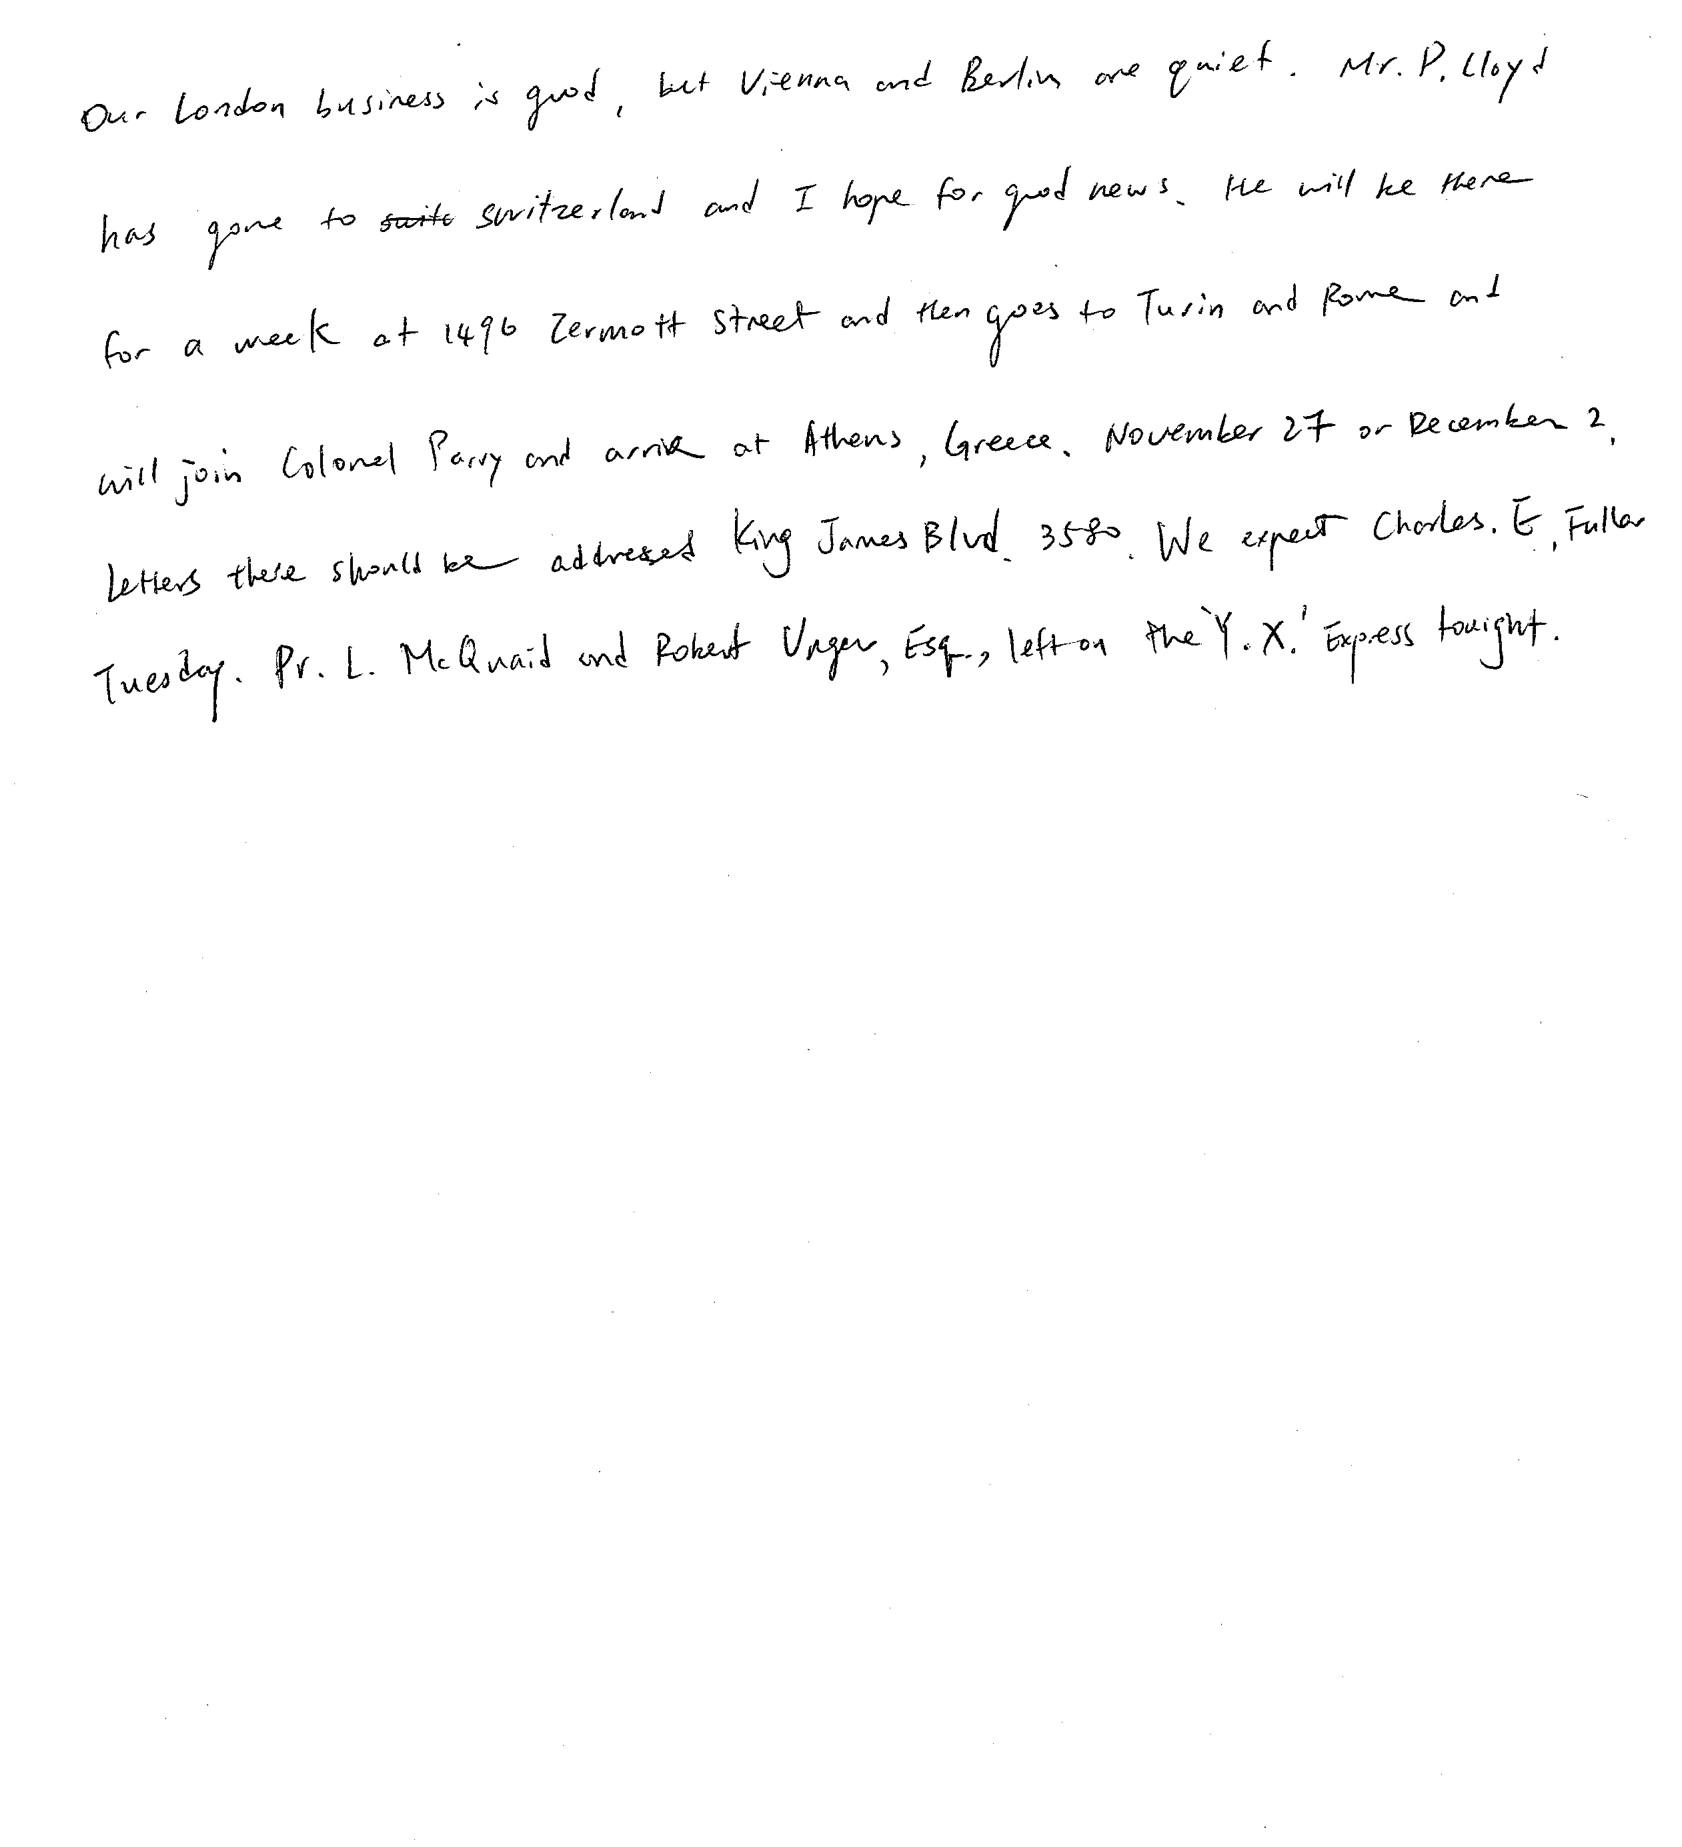 Our London business is good, but Vienna and Berlin are quiet. Mr. P. Lloyd
has gone to suite Switzerland and I hope for good news. He will be there
for a week at 1496 Zermott Street and then goes to Turin and Rome and
will join Colonel Parry and arrive at Athens, Greece. November 27 or December 2.
Letters there should be addressed King James Blvd. 3580. We expect Charles. E. Fuller
Tuesday. Pr. L. McQuaid and Robert Unger, Esq., left on the 'Y. X.' Express tonight.